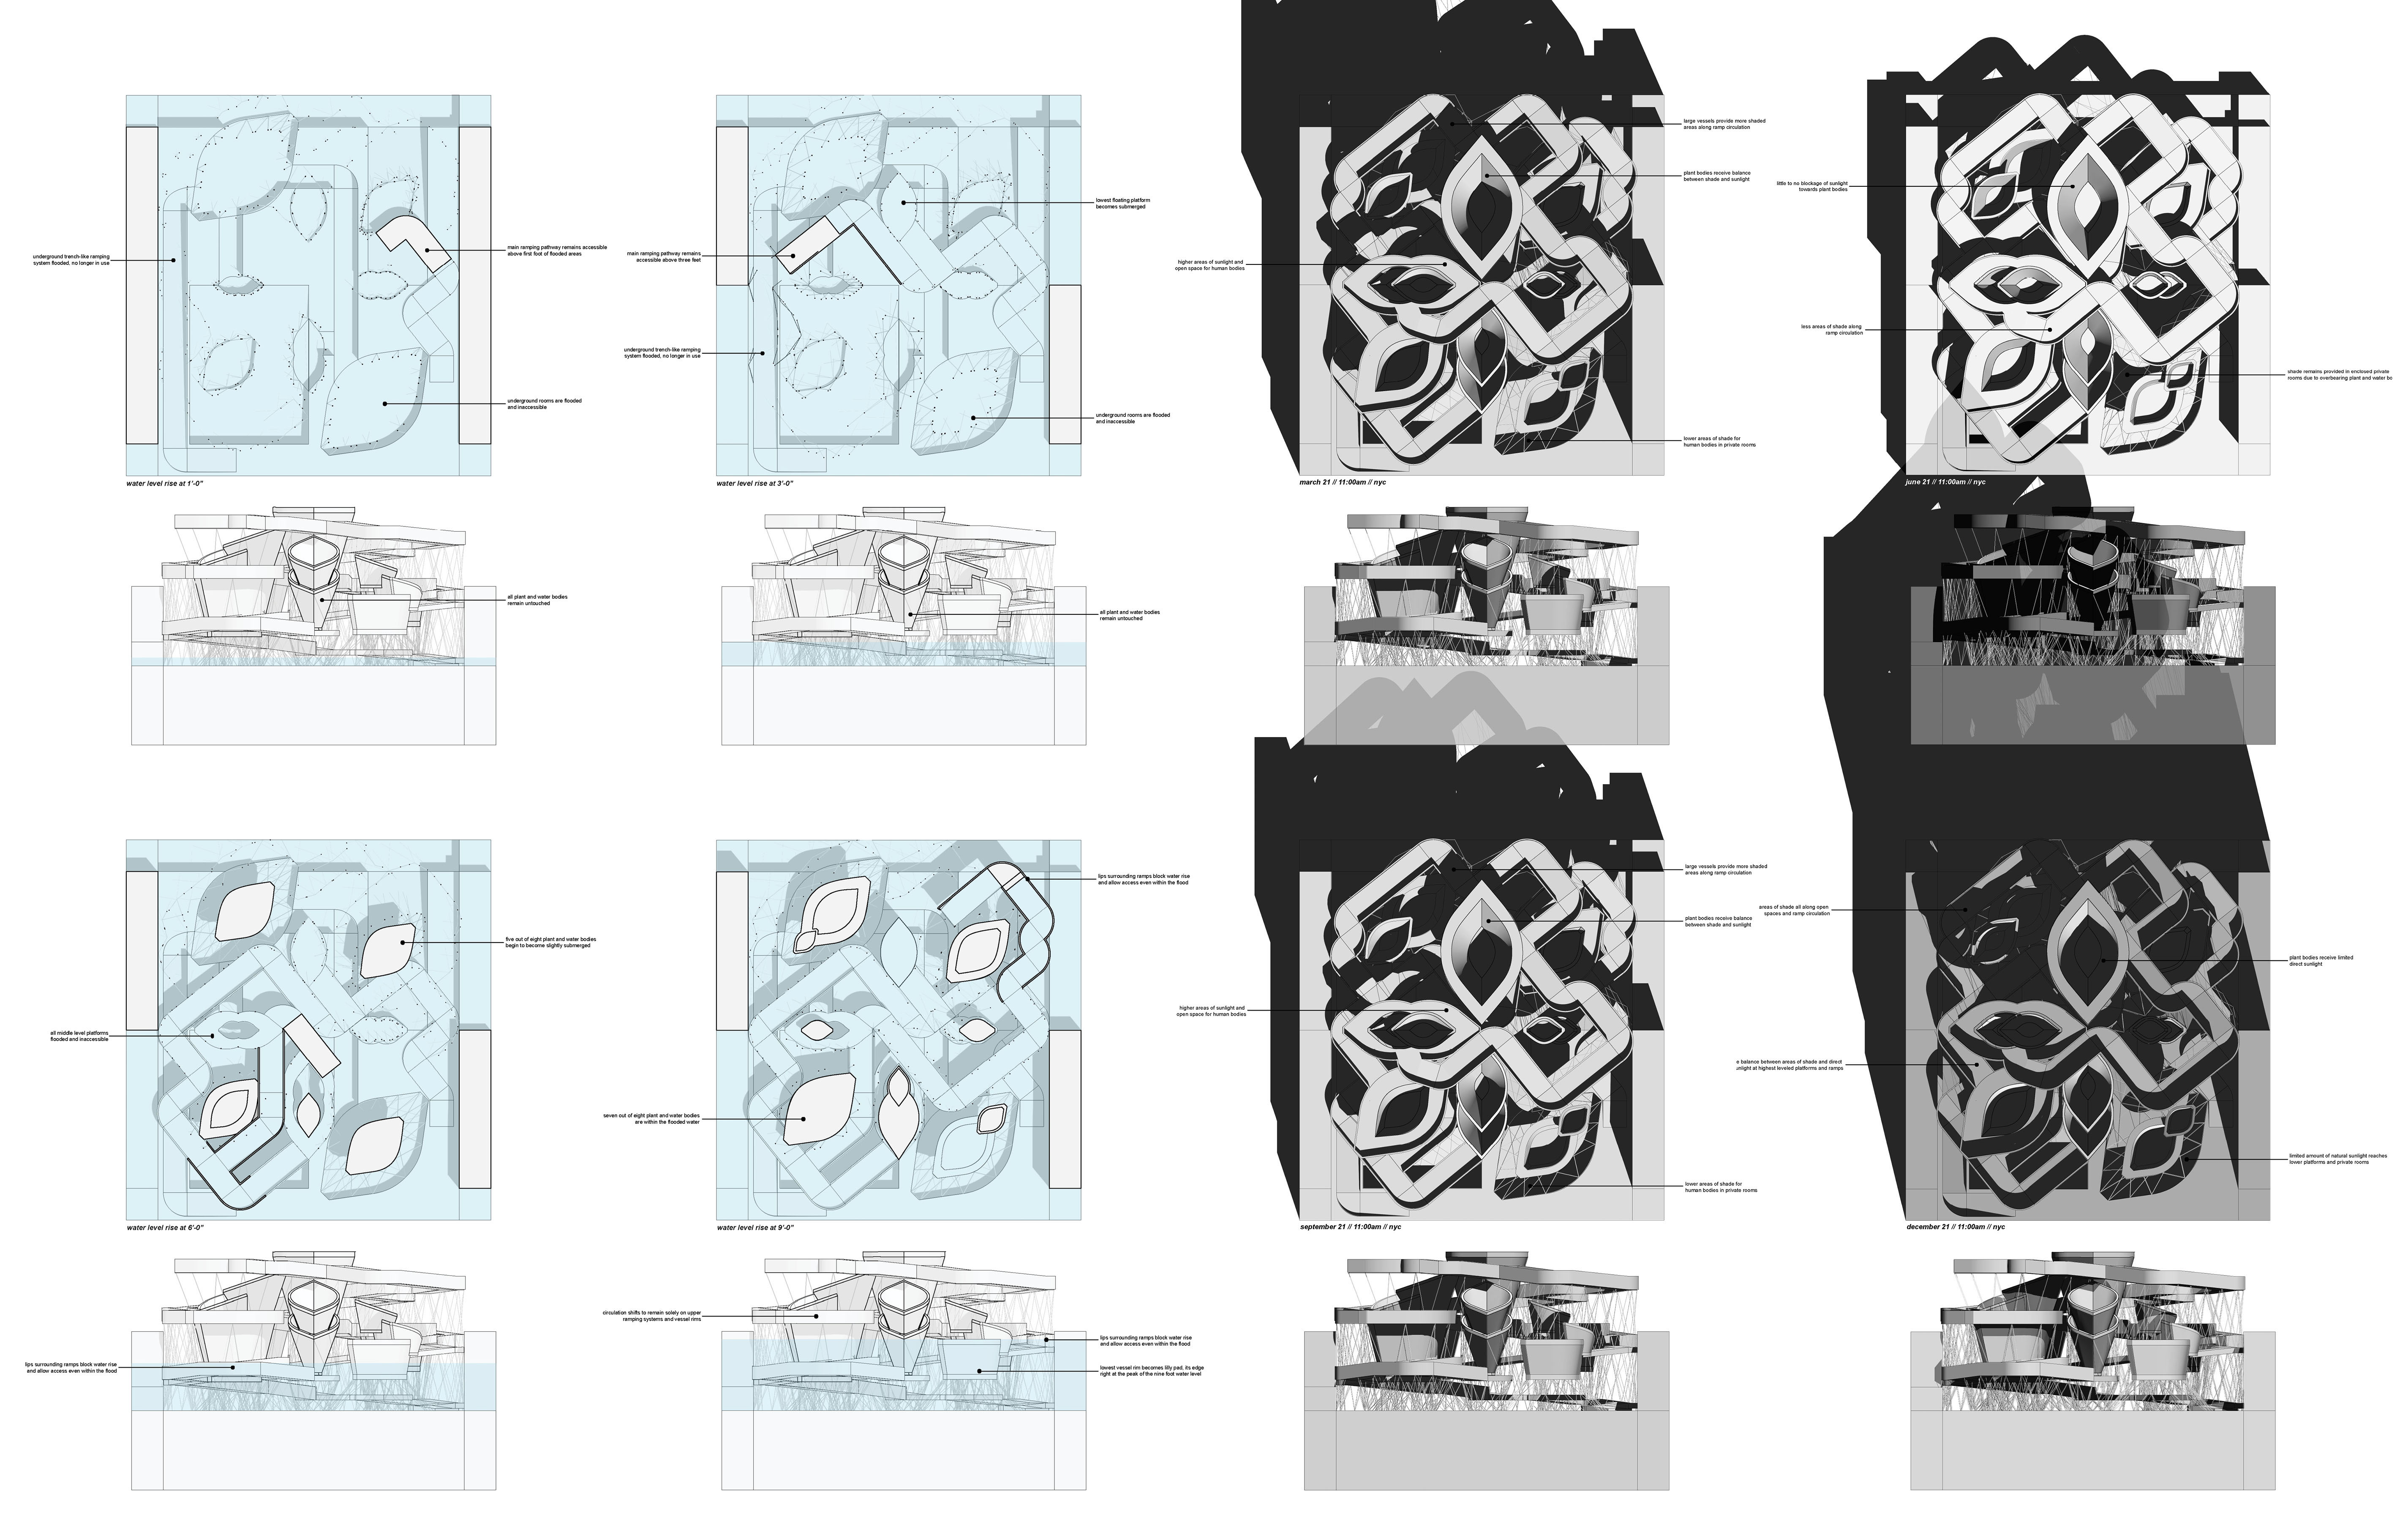 underground trench-like ramping
system flooded, no longer in use
main ramping pathway remains accessible
above first foot of flooded areas
underground rooms are flooded
and inaccessible
water level rise at 1'-0"
all plant and water bodies
remain untouched
lowest floating platform
becomes submerged
main ramping pathway remains
accessible above three feet
underground trench-like ramping
system flooded, no longer in use
underground rooms are flooded
and inaccessible
water level rise at 3'-0"
all plant and water bodies
remain untouched
large vessels provide more shaded
areas along ramp circulation
plant bodies receive balance
between shade and sunlight
higher areas of sunlight and
open space for human bodies
lower areas of shade for
human bodies in private rooms
march 21 // 11:00am // nyc
little to no blockage of sunlight
towards plant bodies
less areas of shade along
ramp circulation
shade remains provided in enclosed private
rooms due to overbearing plant and water bo
june 21 // 11:00am // nyc
five out of eight plant and water bodies
begin to become slightly submerged
all middle level platforms
flooded and inaccessible
water level rise at 6'-0"
lips surrounding ramps block water rise
and allow access even within the flood
lips surrounding ramps block water rise
and allow access even within the flood
seven out of eight plant and water bodies
are within the flooded water
water level rise at 9'-0"
circulation shifts to remain solely on upper
ramping systems and vessel rims
lips surrounding ramps block water rise
and allow access even within the flood
lowest vessel rim becomes lilly pad, its edge
right at the peak of the nine foot water level
large vessels provide more shaded
areas along ramp circulation
plant bodies receive balance
between shade and sunlight
higher areas of sunlight and
open space for human bodies
lower areas of shade for
human bodies in private rooms
september 21 // 11:00am // nyc
areas of shade all along open
spaces and ramp circulation
plant bodies receive limited
direct sunlight
e balance between areas of shade and direct
unlight at highest leveled platforms and ramps
limited amount of natural sunlight reaches
lower platforms and private rooms
december 21 // 11:00am // nyc